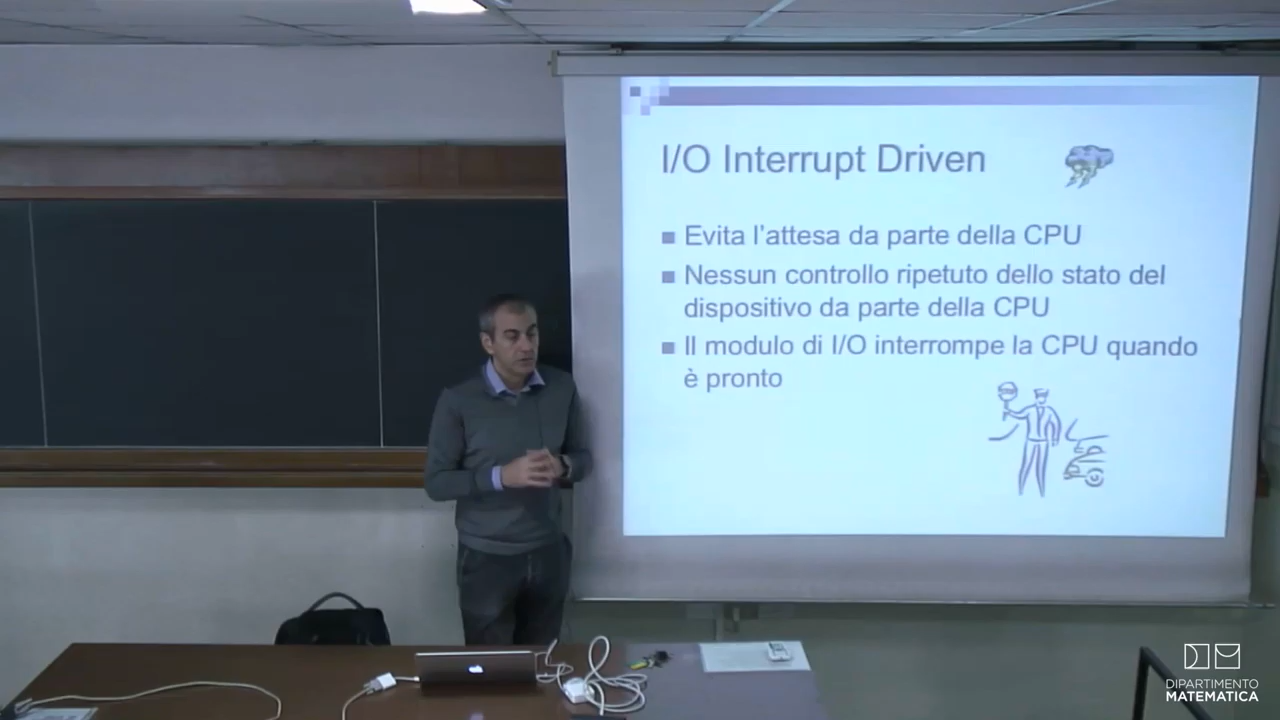 I/O Interrupt Driven
Evita l'attesa da parte della CPU
Nessun controllo ripetuto dello stato del
dispositivo da parte della CPU
Il modulo di I/O interrompe la CPU quando
è pronto
DIPARTIMENTO
MATEMATICA